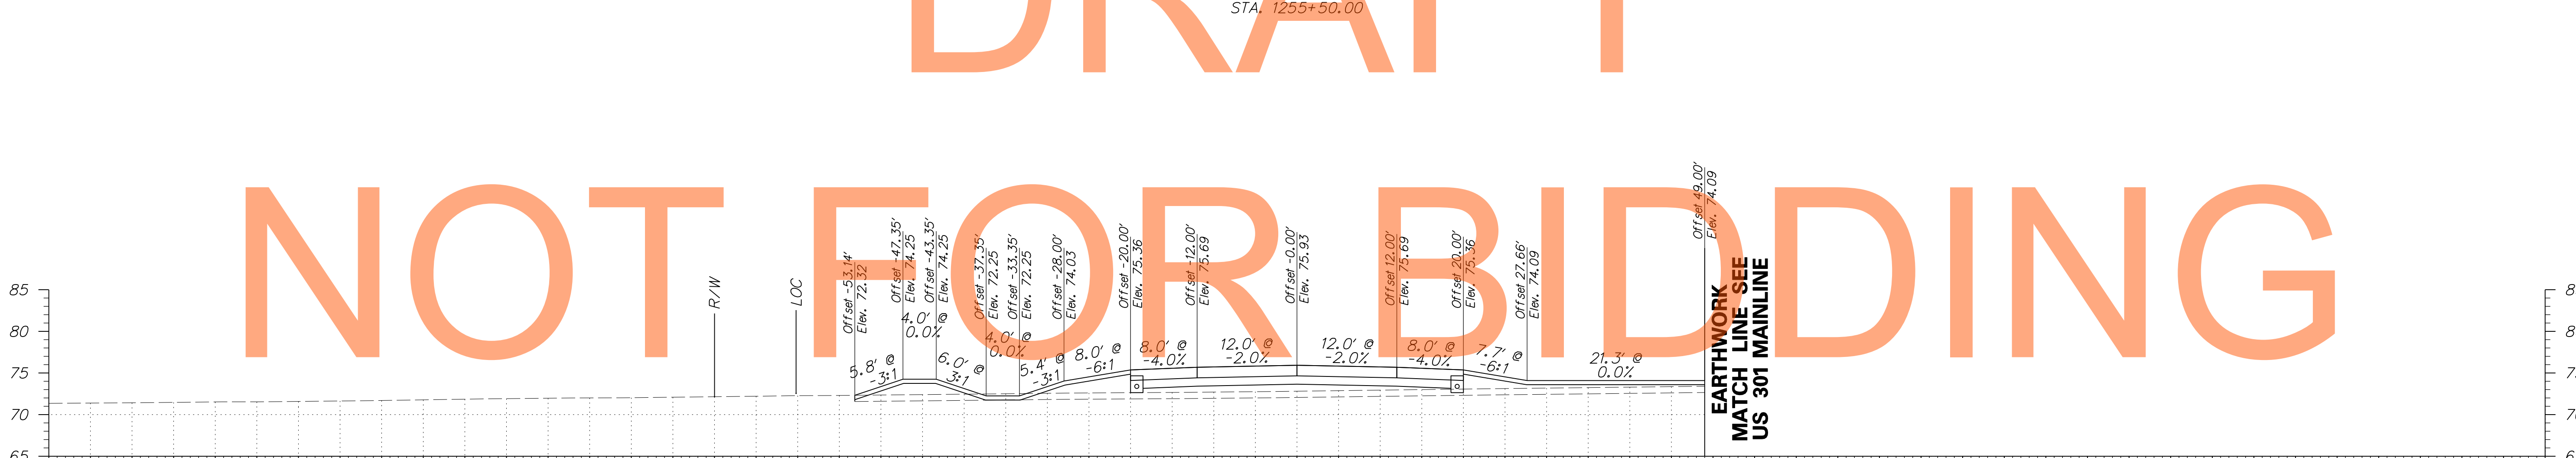 DRAFT
STA. 1255+50.00
NOT FOR BIDDING
Offset -53.14'
Elev. 72.32
Offset -47.35'
Elev. 74.25
Offset -43.35'
Elev. 74.25
Offset -37.35'
Elev. 72.25
Offset -33.35'
Elev. 72.25
Offset -28.00'
Elev. 74.03
Offset -20.00'
Elev. 75.36
Offset -12.00'
Elev. 75.69
Offset -0.00'
Elev. 75.93
Offset 12.00'
Elev. 75.69
Offset 20.00'
Elev. 75.36
Offset 27.66'
Elev. 74.09
Offset 49.00'
Elev. 74.09
R/W
LOC
5.8' @
-3:1
4.0' @
0.0%
6.0' @
3:1
4.0' @
0.0%
5.4' @
-3:1
8.0' @
-6:1
8.0' @
-4.0%
12.0' @
-2.0%
12.0' @
-2.0%
8.0' @
-4.0%
7.7' @
-6:1
21.3' @
0.0%
EARTHWORK
MATCH LINE SEE
US 301 MAINLINE
85
80
75
70
65